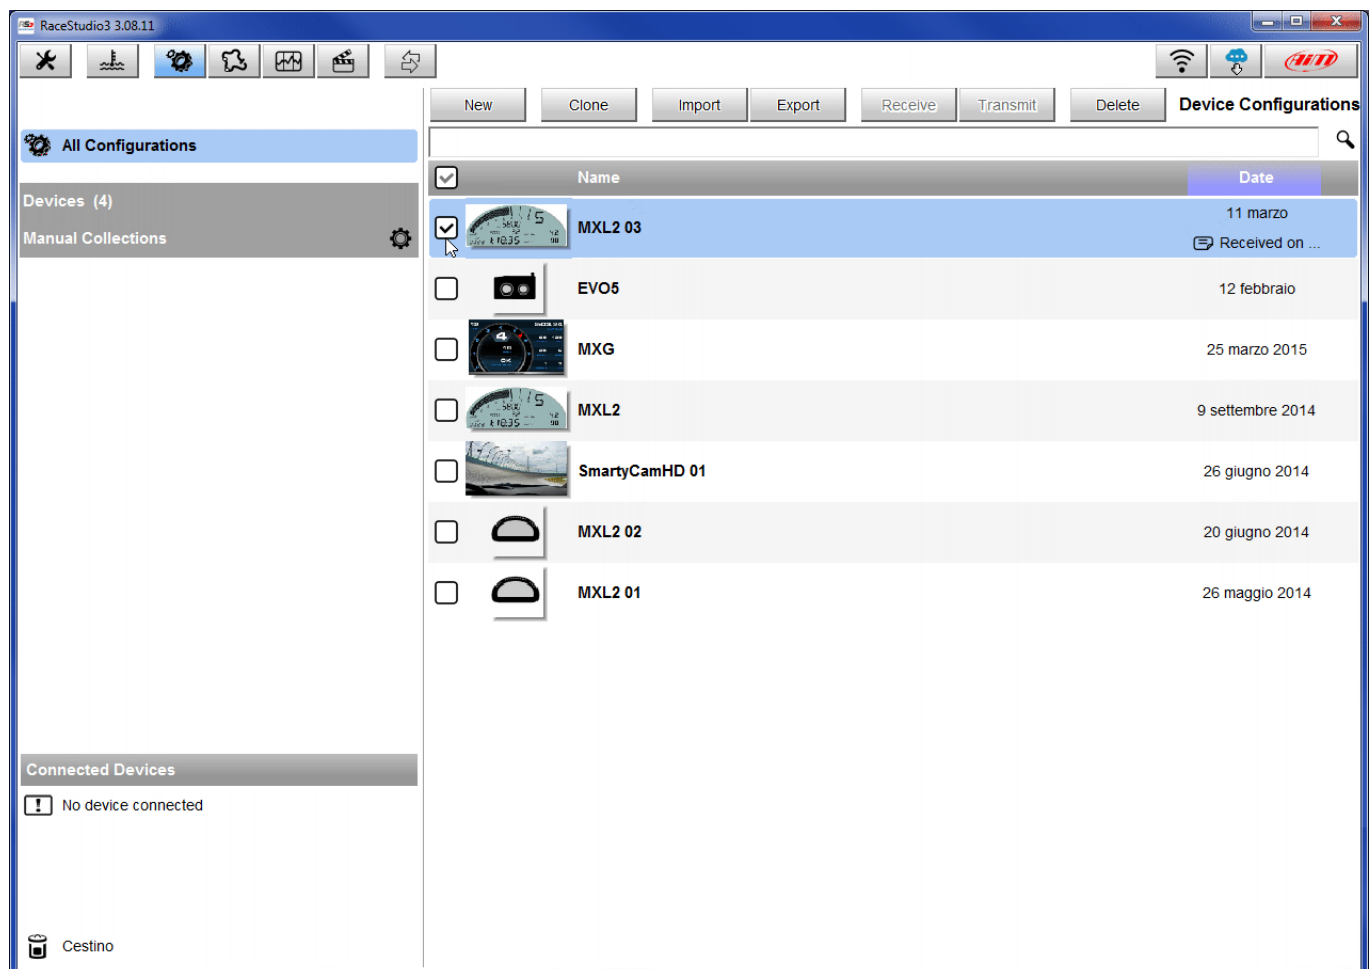 RaceStudio3 3.08.11
AiM
New Clone Import Export Receive Transmit Delete Device Configurations
All Configurations
Name Date
Devices (4)
Manual Collections
MXL2 03
11 marzo
Received on ...
EVO5 12 febbraio
MXG 25 marzo 2015
MXL2 9 settembre 2014
SmartyCamHD 01 26 giugno 2014
MXL2 02 20 giugno 2014
MXL2 01 26 maggio 2014
Connected Devices
No device connected
Cestino